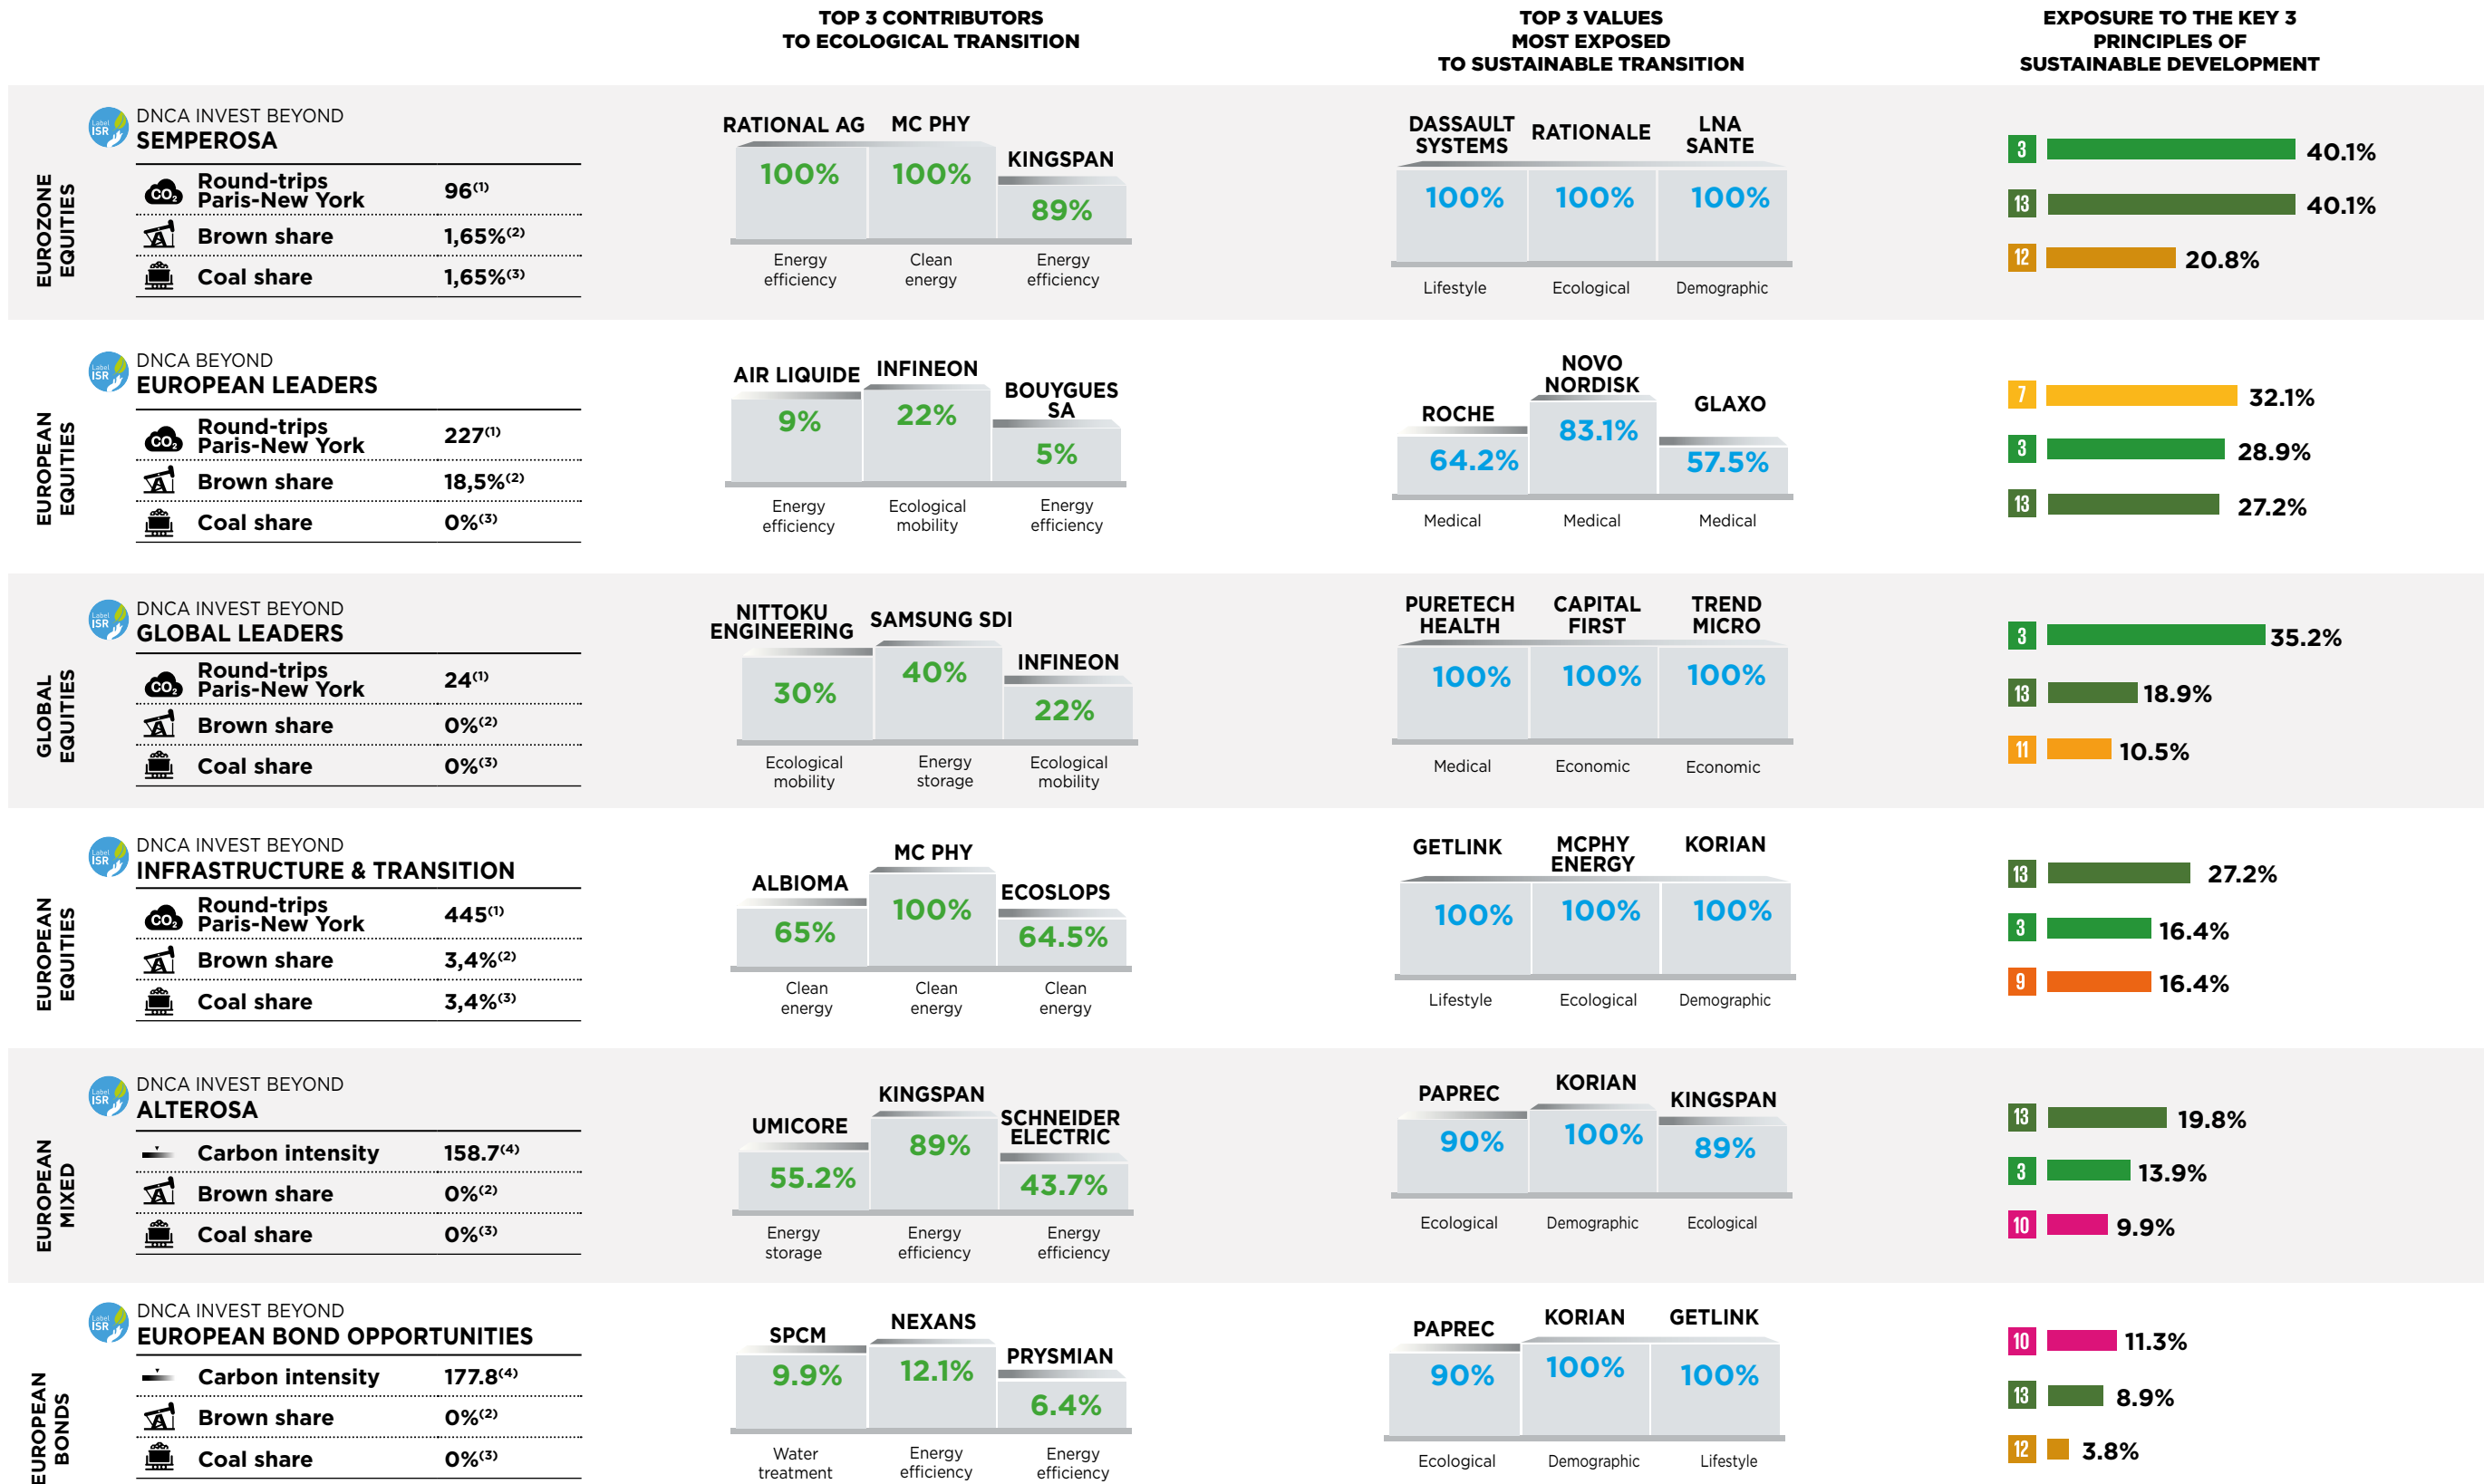 TOP 3 CONTRIBUTORS
TO ECOLOGICAL TRANSITION
TOP 3 VALUES
MOST EXPOSED
TO SUSTAINABLE TRANSITION
EXPOSURE TO THE KEY 3
PRINCIPLES OF
SUSTAINABLE DEVELOPMENT
EUROZONE
EQUITIES
Label
ISR
DNCA INVEST BEYOND
SEMPEROSA
CO2
Round-trips
Paris-New York
96(1)
Brown share
1,65%(2)
Coal share
1,65%(3)
RATIONAL AG
MC PHY
KINGSPAN
100%
100%
89%
Energy
efficiency
Clean
energy
Energy
efficiency
DASSAULT
SYSTEMS
RATIONALE
LNA
SANTE
100%
100%
100%
Lifestyle
Ecological
Demographic
3
40.1%
13
40.1%
12
20.8%
EUROPEAN
EQUITIES
Label
ISR
DNCA BEYOND
EUROPEAN LEADERS
CO2
Round-trips
Paris-New York
227(1)
Brown share
18,5%(2)
Coal share
0%(3)
AIR LIQUIDE
INFINEON
BOUYGUES
SA
9%
22%
5%
Energy
efficiency
Ecological
mobility
Energy
efficiency
ROCHE
NOVO
NORDISK
GLAXO
64.2%
83.1%
57.5%
Medical
Medical
Medical
7
32.1%
3
28.9%
13
27.2%
GLOBAL
EQUITIES
Label
ISR
DNCA INVEST BEYOND
GLOBAL LEADERS
CO2
Round-trips
Paris-New York
24(1)
Brown share
0%(2)
Coal share
0%(3)
NITTOKU
ENGINEERING
SAMSUNG SDI
INFINEON
30%
40%
22%
Ecological
mobility
Energy
storage
Ecological
mobility
PURETECH
HEALTH
CAPITAL
FIRST
TREND
MICRO
100%
100%
100%
Medical
Economic
Economic
3
35.2%
13
18.9%
11
10.5%
EUROPEAN
EQUITIES
Label
ISR
DNCA INVEST BEYOND
INFRASTRUCTURE & TRANSITION
CO2
Round-trips
Paris-New York
445(1)
Brown share
3,4%(2)
Coal share
3,4%(3)
ALBIOMA
MC PHY
ECOSLOPS
65%
100%
64.5%
Clean
energy
Clean
energy
Clean
energy
GETLINK
MCPHY
ENERGY
KORIAN
100%
100%
100%
Lifestyle
Ecological
Demographic
13
27.2%
3
16.4%
9
16.4%
EUROPEAN
MIXED
Label
ISR
DNCA INVEST BEYOND
ALTEROSA
Carbon intensity
158.7(4)
Brown share
0%(2)
Coal share
0%(3)
UMICORE
KINGSPAN
SCHNEIDER
ELECTRIC
55.2%
89%
43.7%
Energy
storage
Energy
efficiency
Energy
efficiency
PAPREC
KORIAN
KINGSPAN
90%
100%
89%
Ecological
Demographic
Ecological
13
19.8%
3
13.9%
10
9.9%
EUROPEAN
BONDS
Label
ISR
DNCA INVEST BEYOND
EUROPEAN BOND OPPORTUNITIES
Carbon intensity
177.8(4)
Brown share
0%(2)
Coal share
0%(3)
SPCM
NEXANS
PRYSMIAN
9.9%
12.1%
6.4%
Water
treatment
Energy
efficiency
Energy
efficiency
PAPREC
KORIAN
GETLINK
90%
100%
100%
Ecological
Demographic
Lifestyle
10
11.3%
13
8.9%
12
3.8%